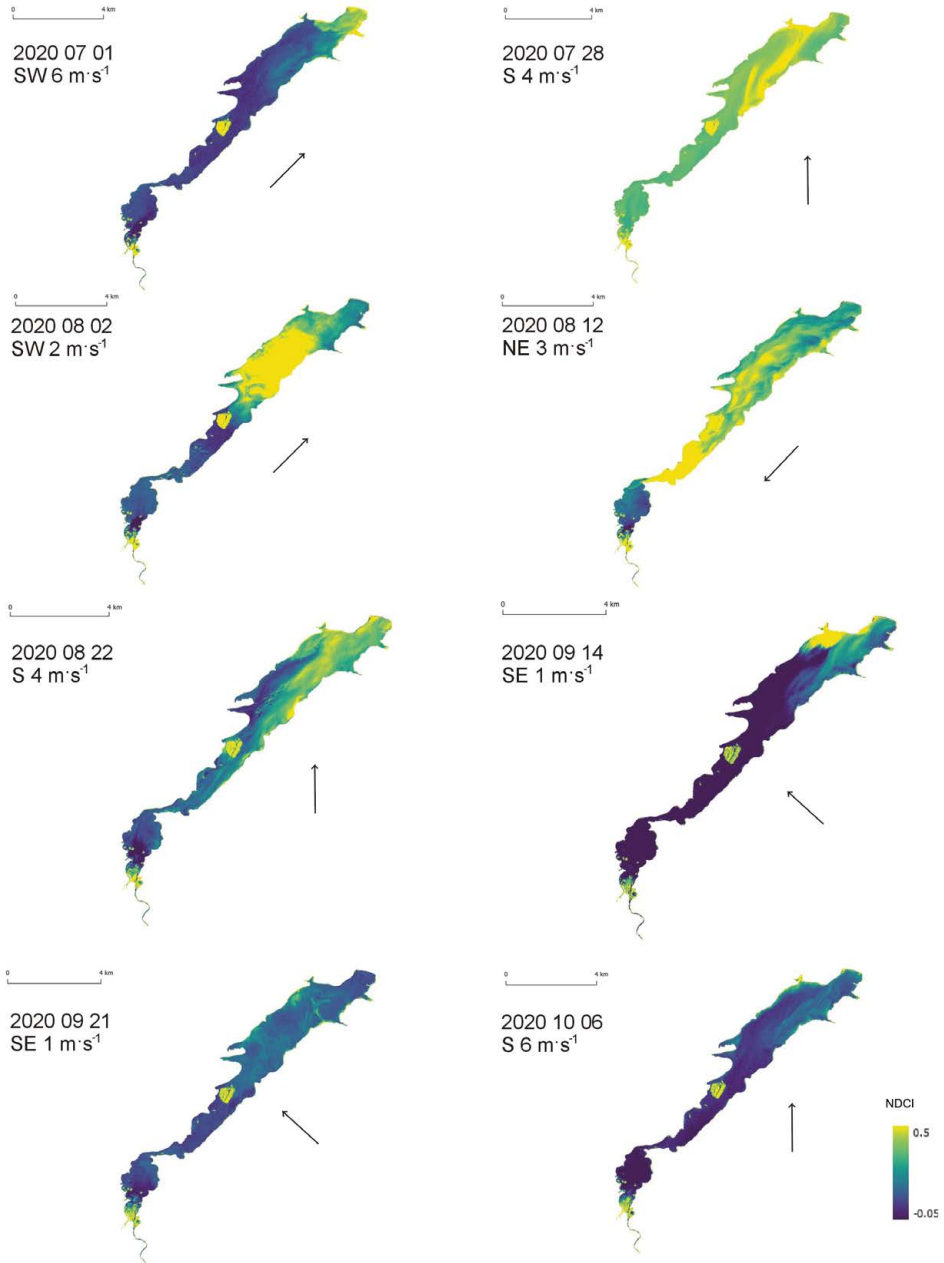 0 4 km
2020 07 01
SW 6 m·s⁻¹
0 4 km
2020 07 28
S 4 m·s⁻¹
0 4 km
2020 08 02
SW 2 m·s⁻¹
0 4 km
2020 08 12
NE 3 m·s⁻¹
0 4 km
2020 08 22
S 4 m·s⁻¹
0 4 km
2020 09 14
SE 1 m·s⁻¹
0 4 km
2020 09 21
SE 1 m·s⁻¹
0 4 km
2020 10 06
S 6 m·s⁻¹
NDCI
0.5
-0.05